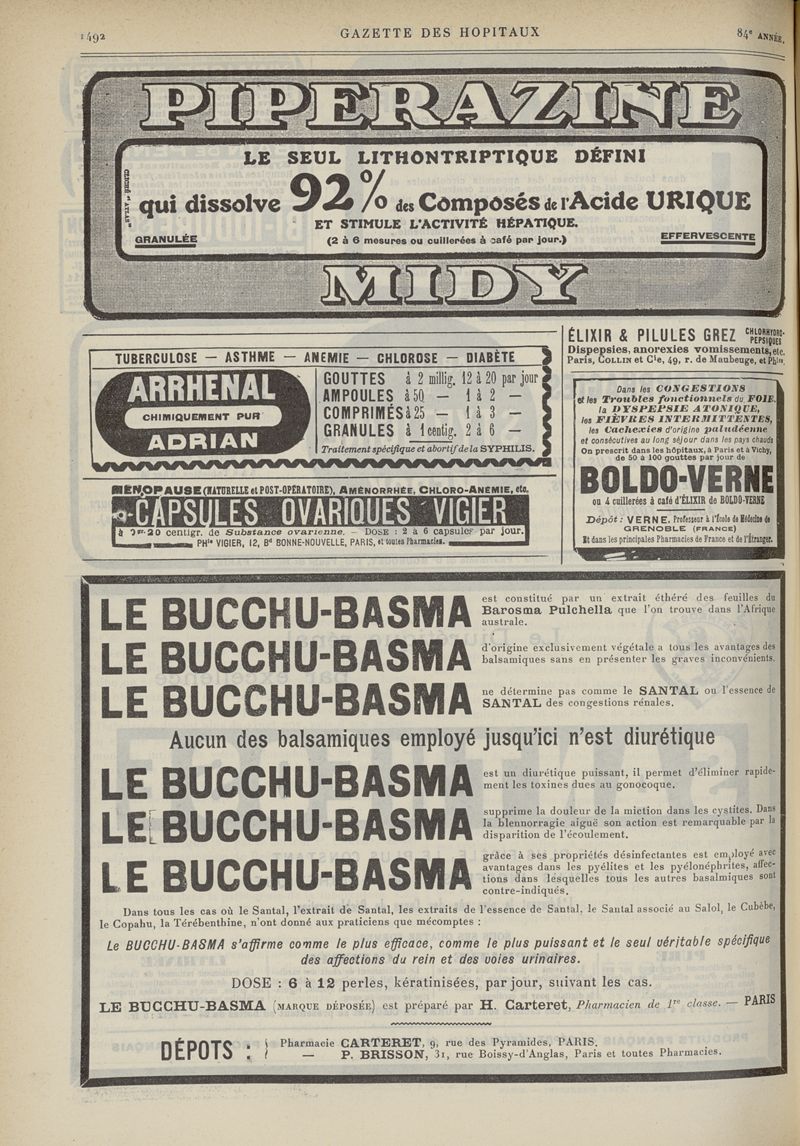 1492
GAZETTE DES HOPITAUX
84e ANNÉE.
PIPERAZINE
LE SEUL LITHONTRIPTIQUE DÉFINI
qui dissolve 92% des Composés de l'Acide URIQUE
ET STIMULE L'ACTIVITÉ HÉPATIQUE.
GRANULÉE
(2 à 6 mesures ou cuillerées à café par jour.)
EFFERVESCENTE
MIDY
TUBERCULOSE — ASTHME — ANEMIE — CHLOROSE — DIABÈTE
ARRHENAL
CHIMIQUEMENT PUR
ADRIAN
GOUTTES à 2 millig. 12 à 20 par jour
AMPOULES à 50 — 1 à 2 —
COMPRIMÉS à 25 — 1 à 3 —
GRANULES à 1 centig. 2 à 6 —
Traitement spécifique et abortif de la SYPHILIS.
MÉNOPAUSE (NATURELLE et POST-OPÉRATOIRE), AMÉNORRHÉE, CHLORO-ANEMIE, etc.
CAPSULES OVARIQUES VIGIER
à 0gr.20 centigr. de Substance ovarienne. — DOSE : 2 à 6 capsules par jour.
PHie VIGIER, 12, Bd BONNE-NOUVELLE, PARIS, et toutes Pharmacies.
ÉLIXIR & PILULES GREZ CHLORHYDRO-PEPSIQUES
Dispepsies, anorexies vomissements, etc.
Paris, COLLIN et Cie, 49, r. de Maubeuge, et Phies.
Dans les CONGESTIONS
et les Troubles fonctionnels du FOIE,
la DYSPEPSIE ATONIQUE,
les FIÈVRES INTERMITTENTES,
les Cachexies d'origine paludéenne
et consécutives au long séjour dans les pays chauds
On prescrit dans les hôpitaux, à Paris et à Vichy,
de 50 à 100 gouttes par jour de
BOLDO-VERNE
ou 4 cuillerées à café d'ÉLIXIR de BOLDO-VERNE
Dépôt : VERNE, Professeur à l'École de Médecine de
GRENOBLE (FRANCE)
Et dans les principales Pharmacies de France et de l'Étranger.
LE BUCCHU-BASMA est constitué par un extrait éthéré des feuilles du
Barosma Pulchella que l'on trouve dans l'Afrique
australe.
LE BUCCHU-BASMA d'origine exclusivement végétale a tous les avantages des
balsamiques sans en présenter les graves inconvénients.
LE BUCCHU-BASMA ne détermine pas comme le SANTAL ou l'essence de
SANTAL des congestions rénales.
Aucun des balsamiques employé jusqu'ici n'est diurétique
LE BUCCHU-BASMA est un diurétique puissant, il permet d'éliminer rapide-
ment les toxines dues au gonocoque.
LE BUCCHU-BASMA supprime la douleur de la miction dans les cystites. Dans
la blennorragie aiguë son action est remarquable par la
disparition de l'écoulement.
LE BUCCHU-BASMA grâce à ses propriétés désinfectantes est employé avec
avantages dans les pyélites et les pyélonéphrites, affec-
tions dans lesquelles tous les autres basalmiques sont
contre-indiqués.
Dans tous les cas où le Santal, l'extrait de Santal, les extraits de l'essence de Santal, le Santal associé au Salol, le Cubèbe,
le Copahu, la Térébenthine, n'ont donné aux praticiens que mécomptes :
Le BUCCHU-BASMA s'affirme comme le plus efficace, comme le plus puissant et le seul véritable spécifique
des affections du rein et des voies urinaires.
DOSE : 6 à 12 perles, kératinisées, par jour, suivant les cas.
LE BUCCHU-BASMA (MARQUE DÉPOSÉE) est préparé par H. Carteret, Pharmacien de 1re classe. — PARIS
DÉPOTS : Pharmacie CARTERET, 9, rue des Pyramides, PARIS.
— P. BRISSON, 31, rue Boissy-d'Anglas, Paris et toutes Pharmacies.